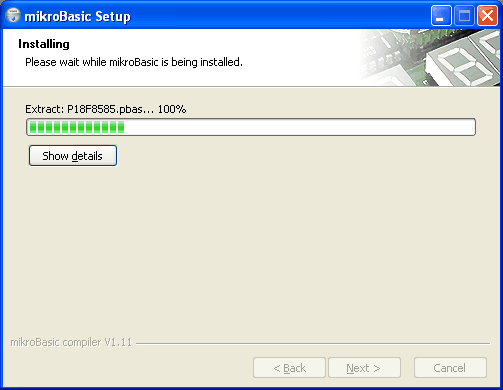 mikroBasic Setup
Installing
Please wait while mikroBasic is being installed.
Extract: P18F8585.pbas... 100%
Show details
mikroBasic compiler V1.11
< Back
Next >
Cancel